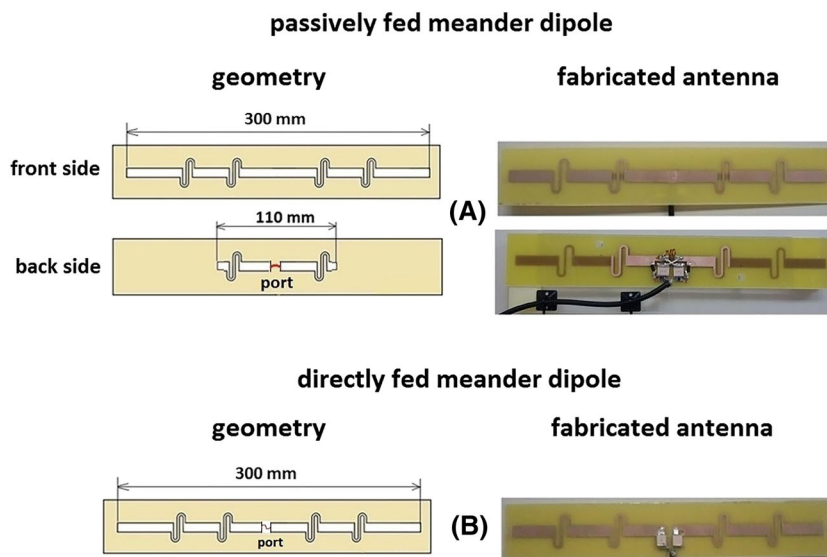 passively fed meander dipole
geometry
fabricated antenna
300 mm
front side
(A)
110 mm
back side
port
directly fed meander dipole
geometry
fabricated antenna
300 mm
(B)
port